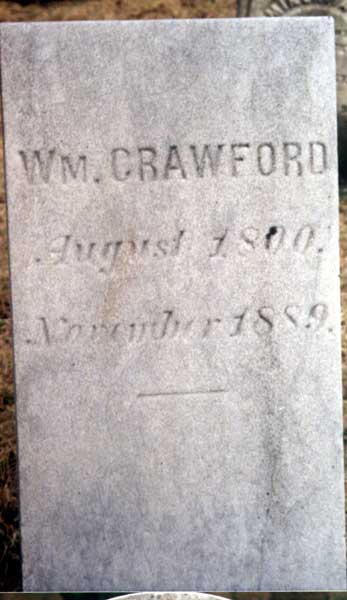 WM. CRAWFORD
August 1800.
November 1889.